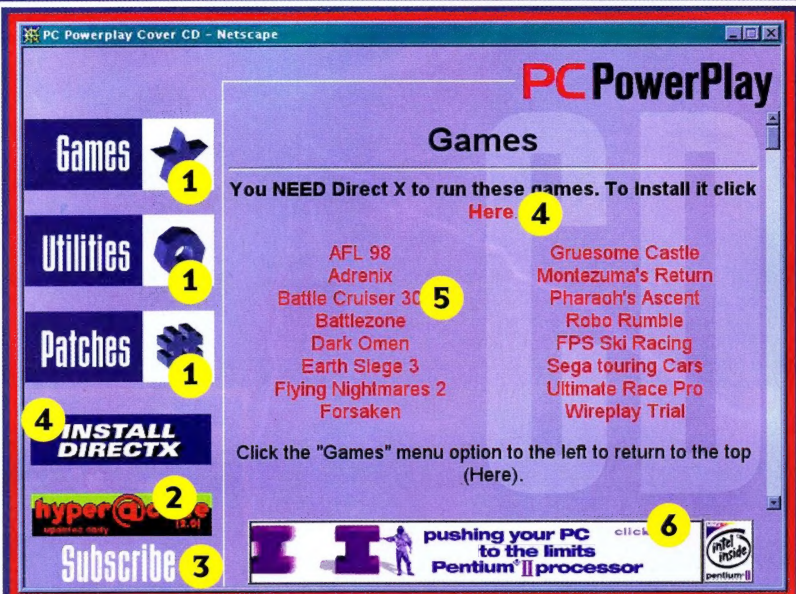 PC Powerplay Cover CD - Netscape
PC PowerPlay
Games
1
Utilities
1
Patches
1
4
INSTALL
DIRECTX
2
updated daily
[2.0]
Subscribe
3
Games
You NEED Direct X to run these games. To Install it click
Here.
4
AFL 98
Adrenix
Battle Cruiser 30
5
Battlezone
Dark Omen
Earth Siege 3
Flying Nightmares 2
Forsaken
Gruesome Castle
Montezuma's Return
Pharaoh's Ascent
Robo Rumble
FPS Ski Racing
Sega touring Cars
Ultimate Race Pro
Wireplay Trial
Click the "Games" menu option to the left to return to the top
(Here).
pushing your PC
to the limits
Pentium® II processor
click
6
intel
inside
pentium II